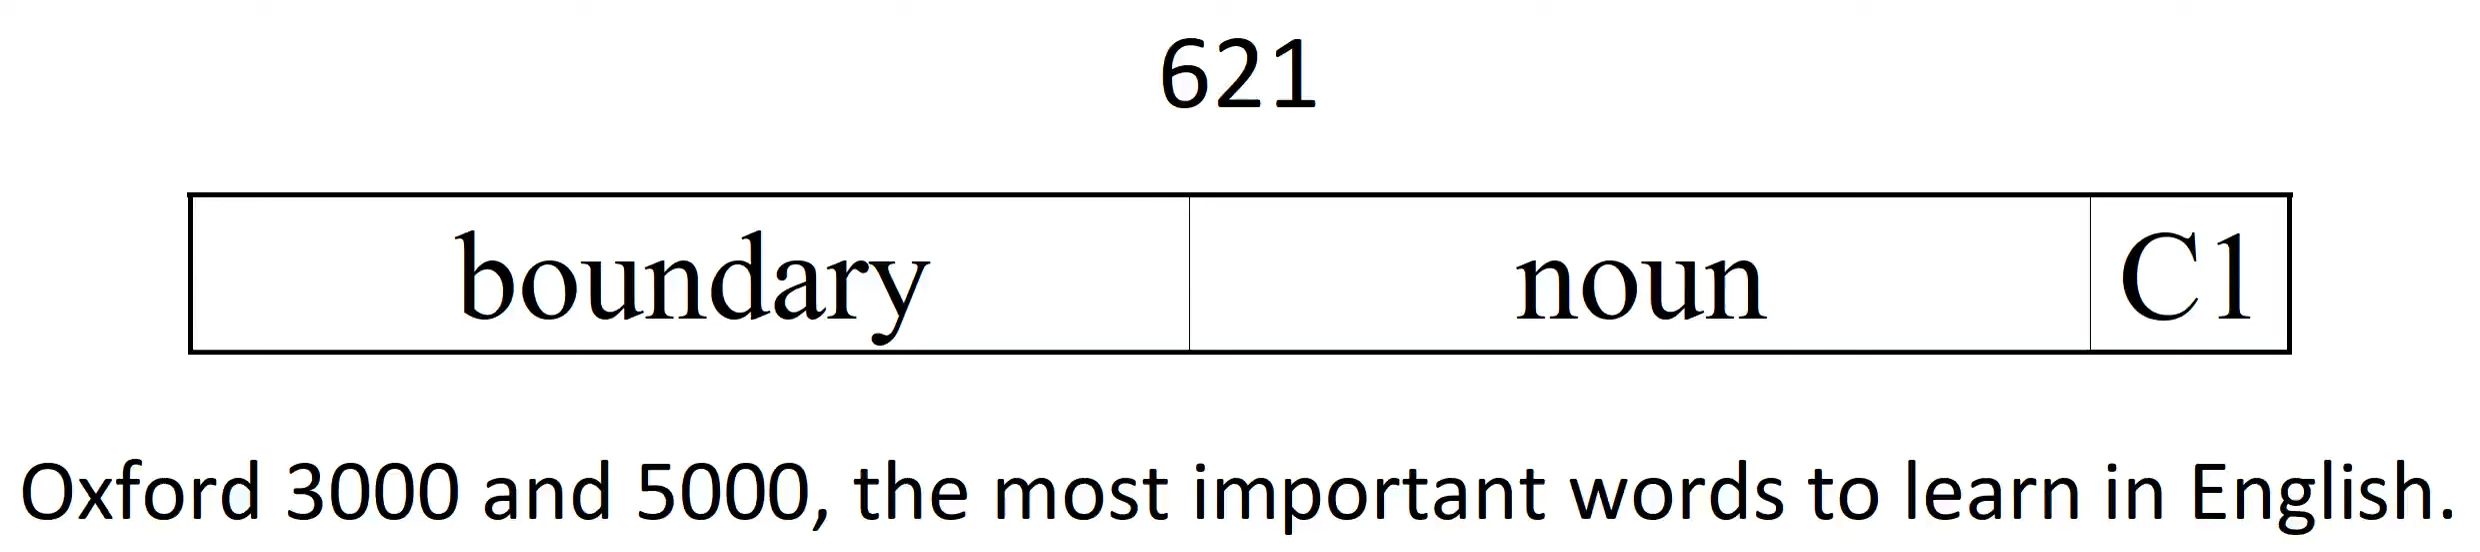 621
boundary noun C1
Oxford 3000 and 5000, the most important words to learn in English.